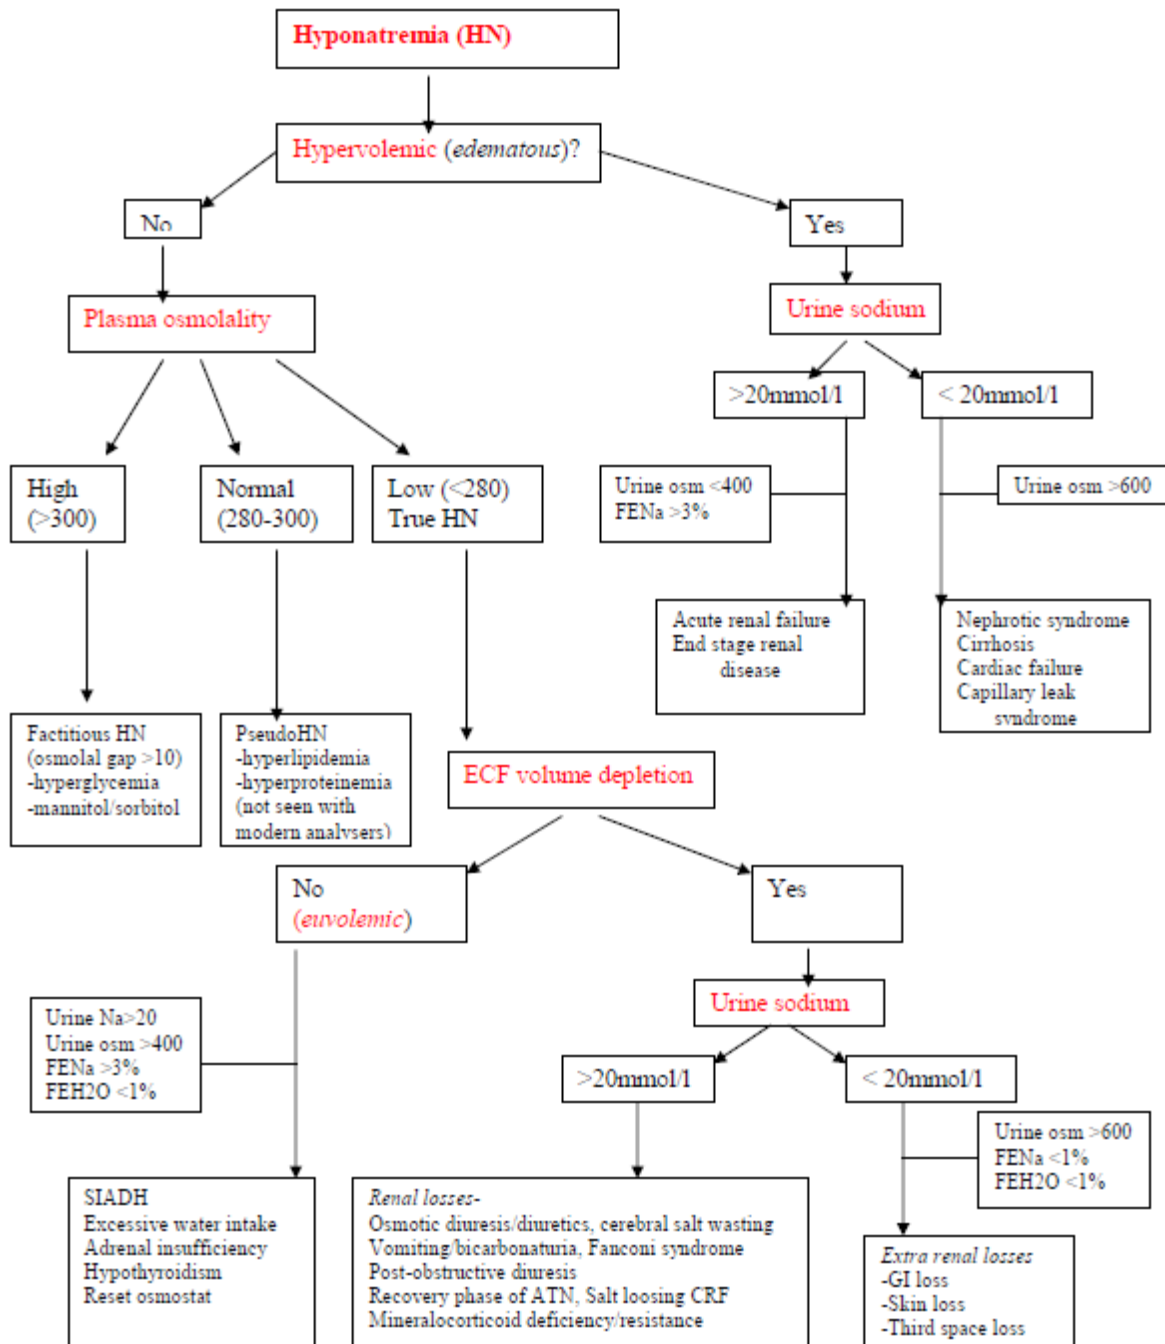 Hyponatremia (HN)
Hypervolemic (edematous)?
No
Yes
Plasma osmolality
Urine sodium
>20mmol/l
< 20mmol/l
High
(>300)
Normal
(280-300)
Low (<280)
True HN
Urine osm <400
FENa >3%
Urine osm >600
Acute renal failure
End stage renal
disease
Nephrotic syndrome
Cirrhosis
Cardiac failure
Capillary leak
syndrome
Factitious HN
(osmolal gap >10)
-hyperglycemia
-mannitol/sorbitol
PseudoHN
-hyperlipidemia
-hyperproteinemia
(not seen with
modern analysers)
ECF volume depletion
No
(euvolemic)
Yes
Urine Na>20
Urine osm >400
FENa >3%
FEH2O <1%
Urine sodium
>20mmol/l
< 20mmol/l
Urine osm >600
FENa <1%
FEH2O <1%
SIADH
Excessive water intake
Adrenal insufficiency
Hypothyroidism
Reset osmostat
Renal losses-
Osmotic diuresis/diuretics, cerebral salt wasting
Vomiting/bicarbonaturia, Fanconi syndrome
Post-obstructive diuresis
Recovery phase of ATN, Salt loosing CRF
Mineralocorticoid deficiency/resistance
Extra renal losses
-GI loss
-Skin loss
-Third space loss